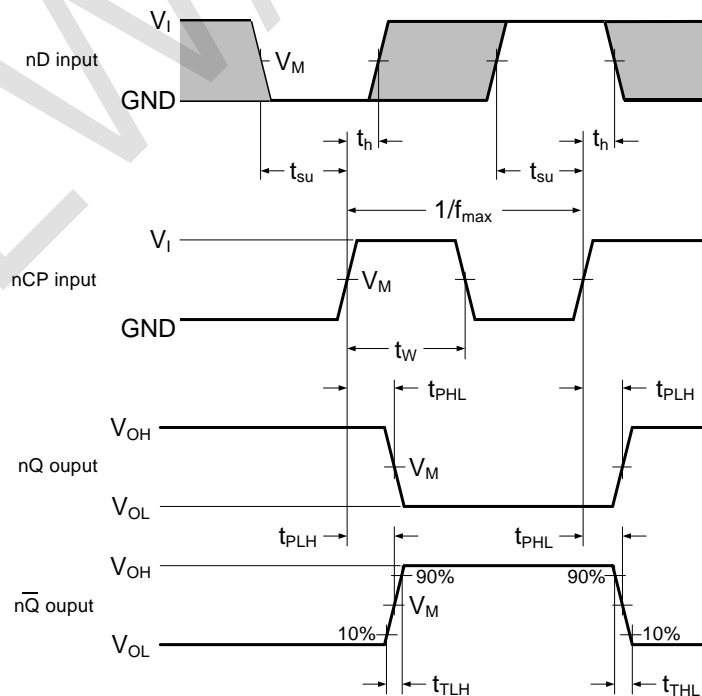 V_I
nD input
V_M
GND
t_h
t_h
t_su
t_su
1/f_max
V_I
nCP input
V_M
GND
t_W
t_PHL
t_PLH
V_OH
nQ ouput
V_M
V_OL
t_PLH
t_PHL
V_OH
90%
90%
nQ̅ ouput
V_M
10%
10%
V_OL
t_TLH
t_THL